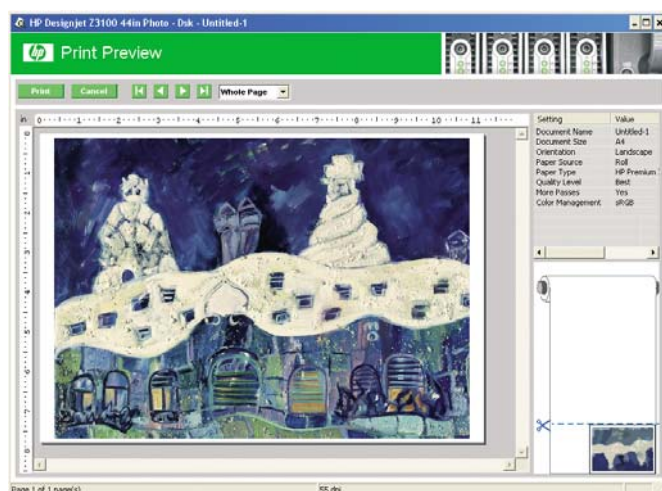 HP Designjet Z3100 44in Photo - Dsk - Untitled-1
hp Print Preview
Print Cancel Whole Page
in 0 1 2 3 4 5 6 7 8 9 10 11
Setting Value
Document Name Untitled-1
Document Size A4
Orientation Landscape
Paper Source Roll
Paper Type HP Premium
Quality Level Best
More Passes Yes
Color Management sRGB
Page 1 of 1 page(s) 55 dpi